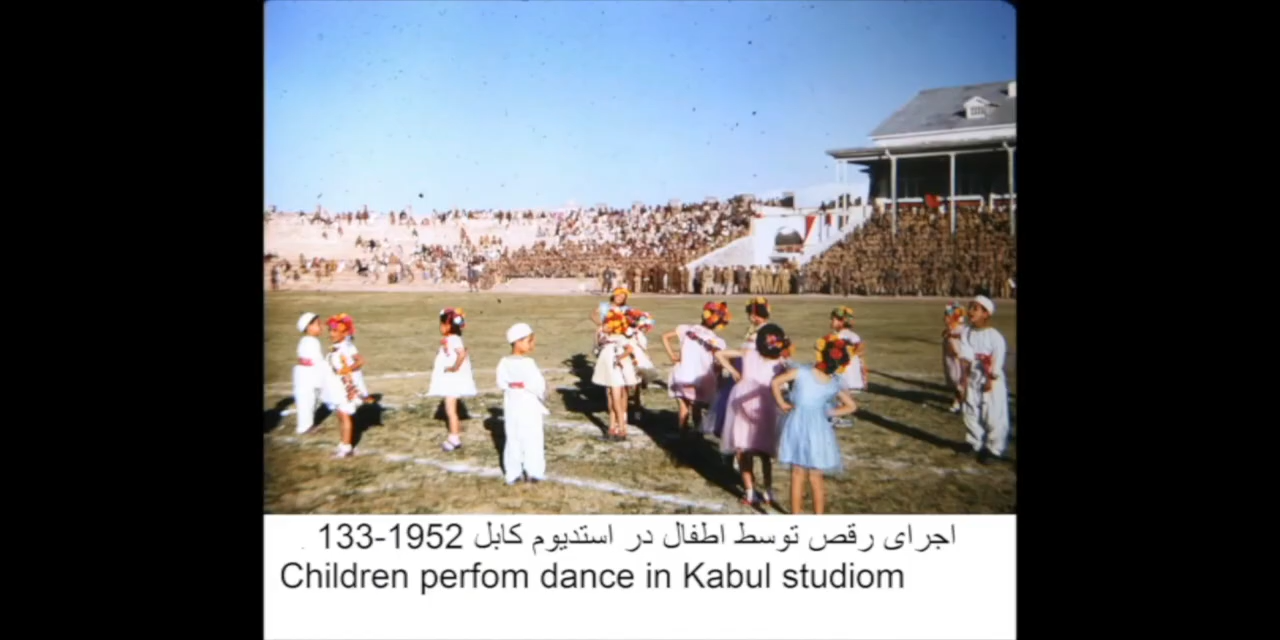 اجرای رقص توسط اطفال در استدیوم کابل 1952-133
Children perfom dance in Kabul studiom